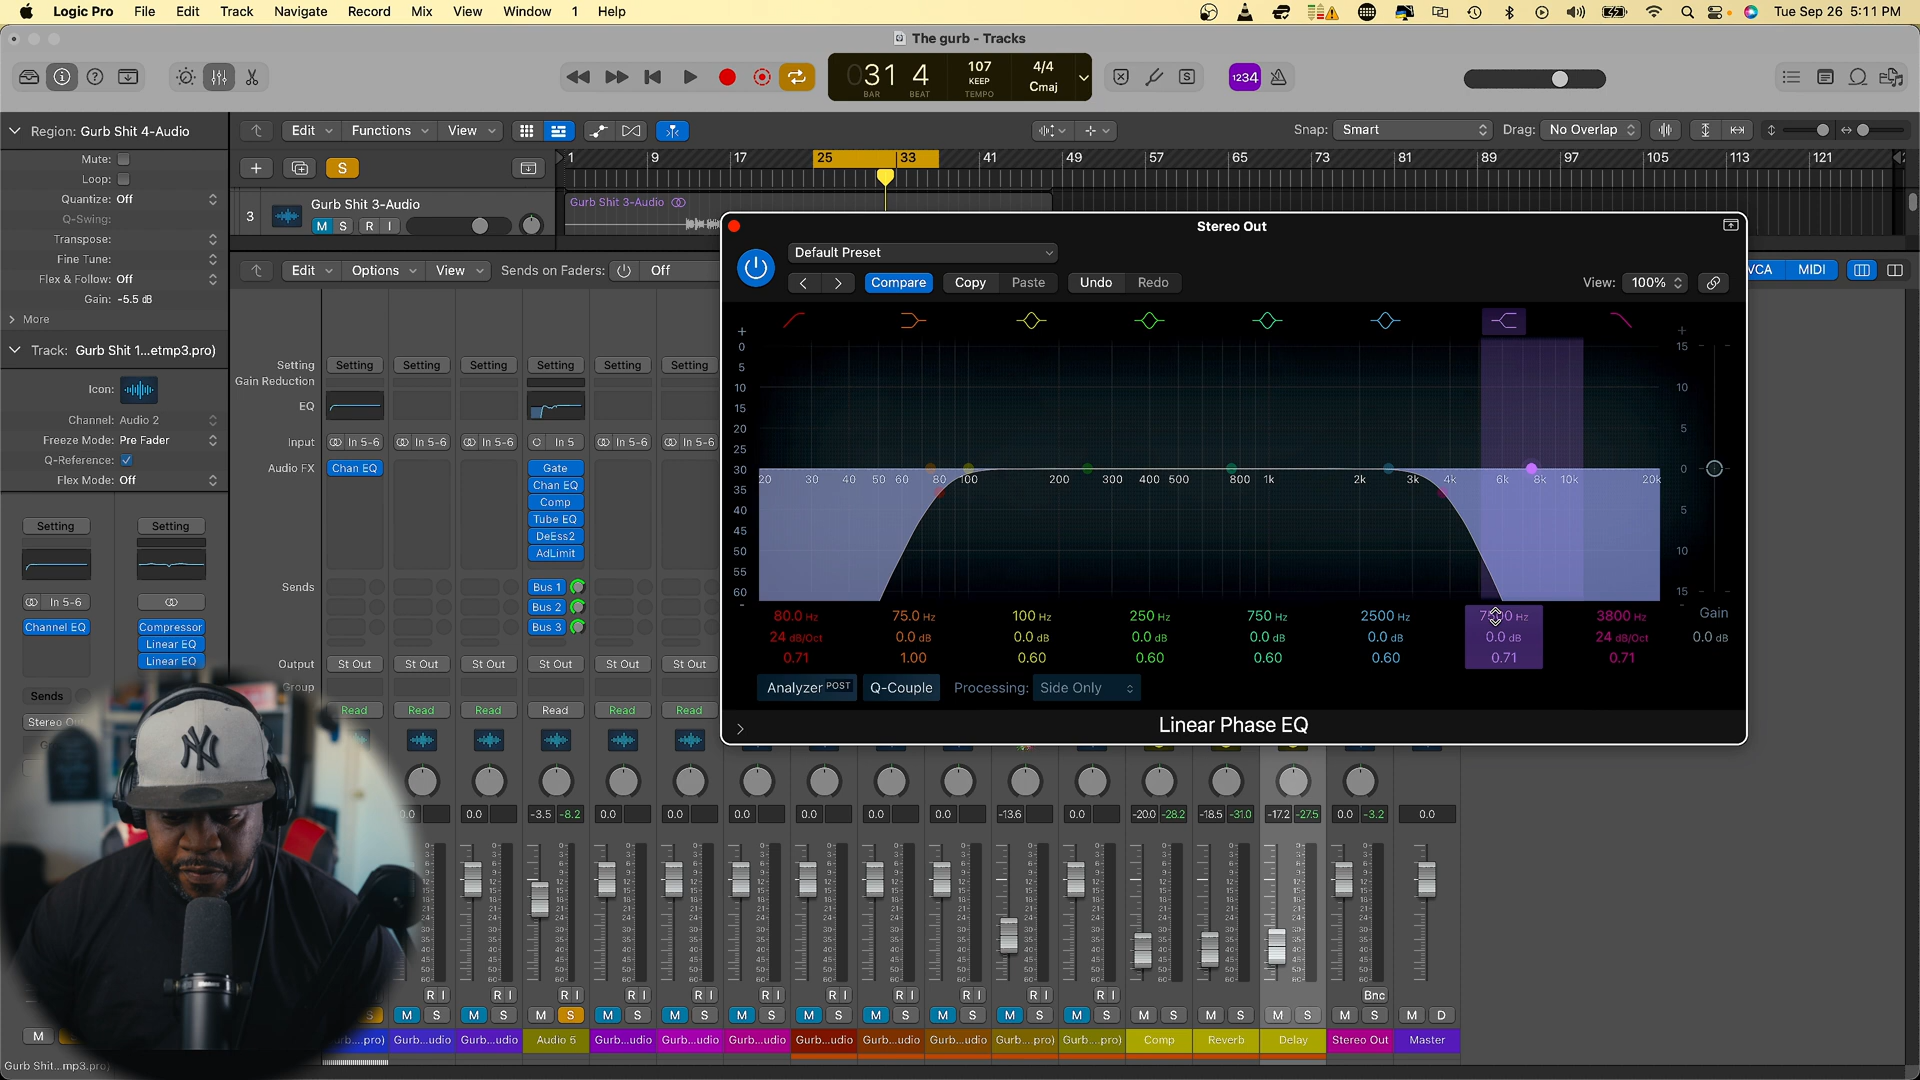 Logic Pro File Edit Track Navigate Record Mix View Window 1 Help Tue Sep 26 5:11 PM
The gurb - Tracks
031 4 107 KEEP 4/4 Cmaj 1234
BAR BEAT TEMPO
Region: Gurb Shit 4-Audio
Edit Functions View Snap: Smart Drag: No Overlap
Mute:
Loop:
Quantize: Off
Q-Swing:
Transpose:
Fine Tune:
Flex & Follow: Off
Gain: -5.5 dB
More
S 1 9 17 25 33 41 49 57 65 73 81 89 97 105 113 121
3 Gurb Shit 3-Audio
M S R I
Gurb Shit 3-Audio
Edit Options View Sends on Faders: Off VCA MIDI
Track: Gurb Shit 1...etmp3.pro)
Icon:
Channel: Audio 2
Freeze Mode: Pre Fader
Q-Reference:
Flex Mode: Off
Stereo Out
Default Preset
Compare Copy Paste Undo Redo View: 100%
+ 0 5 10 15 20 25 30 35 40 45 50 55 60 -
+ 15 10 5 0 5 10 15 -
20 30 40 50 60 80 100 200 300 400 500 800 1k 2k 3k 4k 6k 8k 10k 20k
80.0 Hz 75.0 Hz 100 Hz 250 Hz 750 Hz 2500 Hz Hz 3800 Hz Gain
24 dB/Oct 0.0 dB 0.0 dB 0.0 dB 0.0 dB 0.0 dB 0.0 dB 24 dB/Oct 0.0 dB
0.71 1.00 0.60 0.60 0.60 0.60 0.71 0.71
Analyzer POST Q-Couple Processing: Side Only
Linear Phase EQ
Setting Setting Setting Setting Setting Setting Setting
Gain Reduction
EQ
Input In 5-6 In 5-6 In 5-6 In 5 In 5-6 In 5-6
Audio FX Chan EQ Gate
Chan EQ
Comp
Tube EQ
DeEss2
AdLimit
Sends Bus 1
Bus 2
Bus 3
Output St Out St Out St Out St Out St Out St Out
Group
Read Read Read Read Read Read
Setting Setting
In 5-6
Channel EQ Compressor
Linear EQ
Linear EQ
Sends
Stereo Ou
0.0 0.0 -3.5 -8.2 0.0 0.0 0.0 0.0 0.0 0.0 -13.6 0.0 -20.0 -28.2 -18.5 -31.0 -17.2 -27.5 0.0 -3.2 0.0
R I R I R I R I R I R I R I R I R I R I R I Bnc
M S M S M S M S M S M S M S M S M S M S M S M S M S M S M S M D
b....pro) Gurb...udio Gurb...udio Audio 6 Gurb...udio Gurb...udio Gurb...udio Gurb...udio Gurb...udio Gurb...udio Gurb... pro) Gurb....pro) Comp Reverb Delay Stereo Out Master
M
Gurb Shit...mp3.pro)